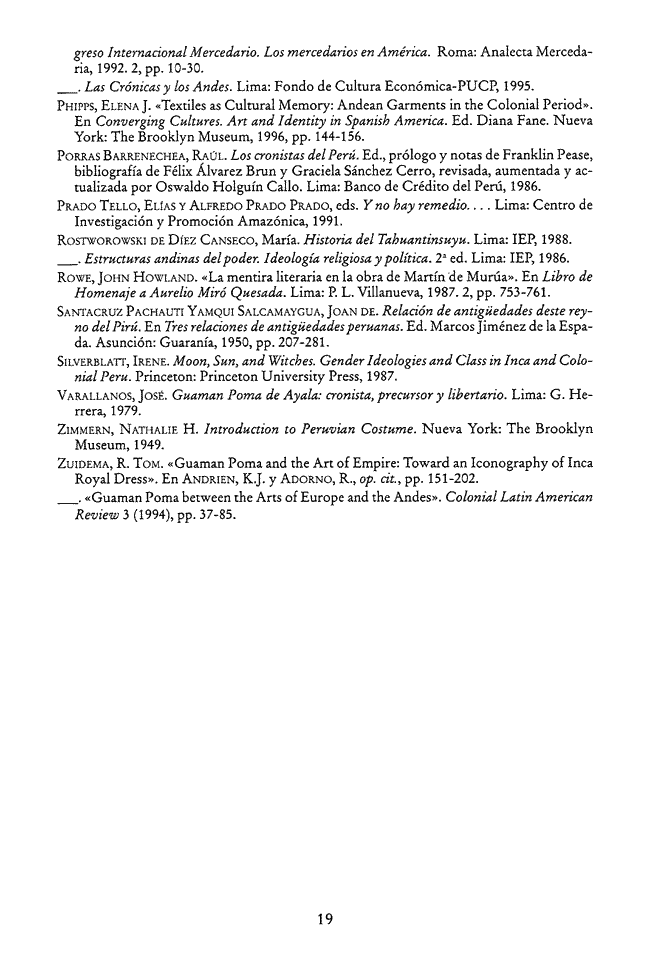 greso Internacional Mercedario. Los mercedarios en América. Roma: Analecta Merceda-
ria, 1992. 2, pp. 10-30.
___. Las Crónicas y los Andes. Lima: Fondo de Cultura Económica-PUCP, 1995.
PHIPPS, ELENA J. «Textiles as Cultural Memory: Andean Garments in the Colonial Period».
En Converging Cultures. Art and Identity in Spanish America. Ed. Diana Fane. Nueva
York: The Brooklyn Museum, 1996, pp. 144-156.
PORRAS BARRENECHEA, RAÚL. Los cronistas del Perú. Ed., prólogo y notas de Franklin Pease,
bibliografía de Félix Álvarez Brun y Graciela Sánchez Cerro, revisada, aumentada y ac-
tualizada por Oswaldo Holguín Callo. Lima: Banco de Crédito del Perú, 1986.
PRADO TELLO, ELÍAS Y ALFREDO PRADO PRADO, eds. Y no hay remedio. . . . Lima: Centro de
Investigación y Promoción Amazónica, 1991.
ROSTWOROWSKI DE DÍEZ CANSECO, María. Historia del Tahuantinsuyu. Lima: IEP, 1988.
___. Estructuras andinas del poder. Ideología religiosa y política. 2ª ed. Lima: IEP, 1986.
ROWE, JOHN HOWLAND. «La mentira literaria en la obra de Martín de Murúa». En Libro de
Homenaje a Aurelio Miró Quesada. Lima: P. L. Villanueva, 1987. 2, pp. 753-761.
SANTACRUZ PACHAUTI YAMQUI SALCAMAYGUA, JOAN DE. Relación de antigüedades deste rey-
no del Pirú. En Tres relaciones de antigüedades peruanas. Ed. Marcos Jiménez de la Espa-
da. Asunción: Guaranía, 1950, pp. 207-281.
SILVERBLATT, IRENE. Moon, Sun, and Witches. Gender Ideologies and Class in Inca and Colo-
nial Peru. Princeton: Princeton University Press, 1987.
VARALLANOS, JOSÉ. Guaman Poma de Ayala: cronista, precursor y libertario. Lima: G. He-
rrera, 1979.
ZIMMERN, NATHALIE H. Introduction to Peruvian Costume. Nueva York: The Brooklyn
Museum, 1949.
ZUIDEMA, R. TOM. «Guaman Poma and the Art of Empire: Toward an Iconography of Inca
Royal Dress». En ANDRIEN, K.J. y ADORNO, R., op. cit., pp. 151-202.
___. «Guaman Poma between the Arts of Europe and the Andes». Colonial Latin American
Review 3 (1994), pp. 37-85.
19